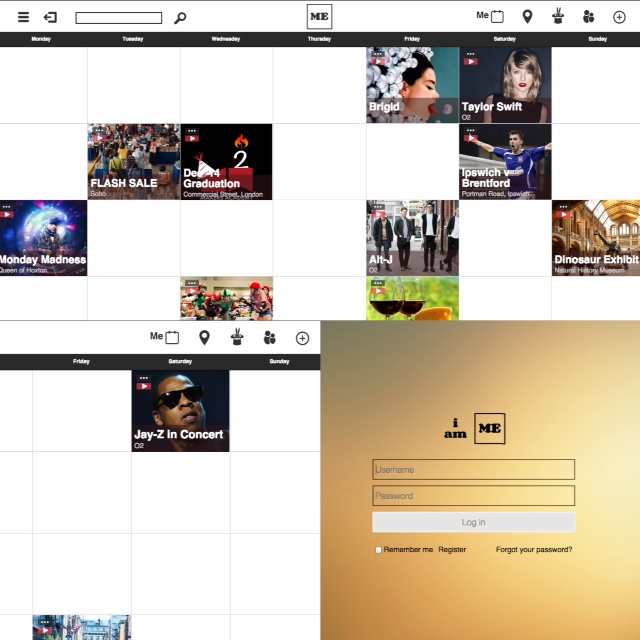 ME
Me
Monday Tuesday Wednesday Thursday Friday Saturday Sunday
Brigid
Taylor Swift
O2
FLASH SALE
Soho
2
Dec 14
Graduation
Commercial Street, London
Ipswich v
Brentford
Portman Road, Ipswich
Monday Madness
Queen of Hoxton
Alt-J
O2
Dinosaur Exhibit
Natural History Museum
Me
Friday Saturday Sunday
Jay-Z in Concert
O2
i
am ME
Username
Password
Log in
Remember me Register Forgot your password?